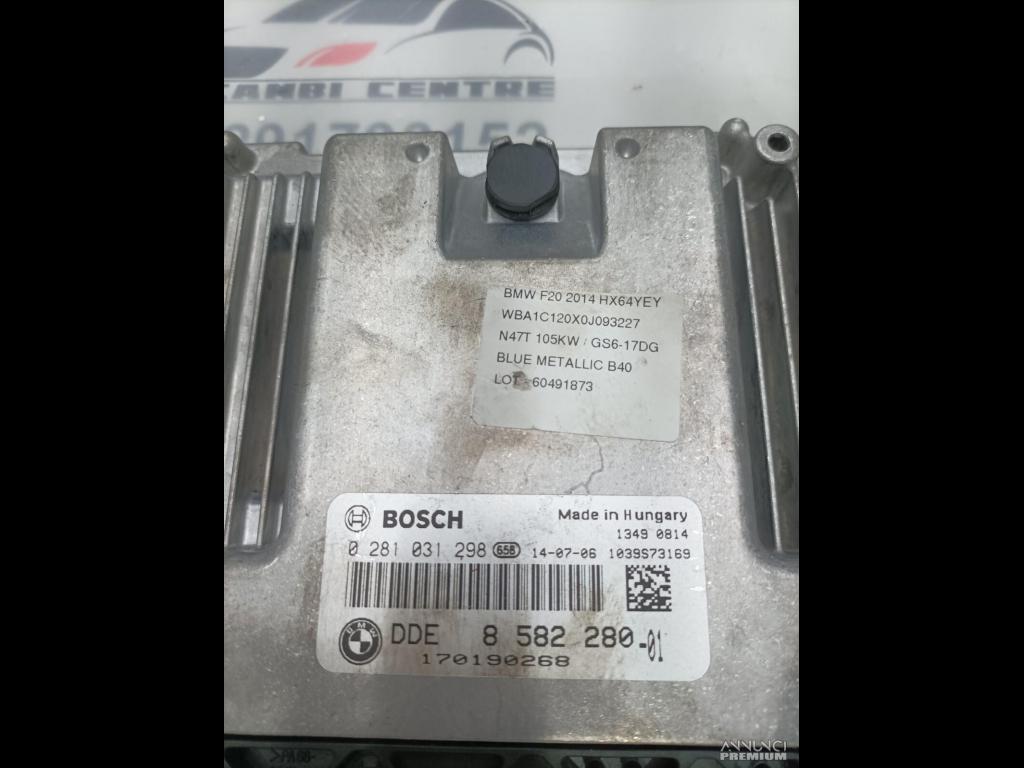 CAMBI CENTRE
BMW F20 2014 HX64YEY
WBA1C120X0J093227
N47T 105KW / GS6-17DG
BLUE METALLIC B40
LOT - 60491873
BOSCH
Made in Hungary
1349 0814
0 281 031 298 658 14-07-06 1039S73169
BMW DDE 8 582 280-01
170190268
ANNUNCI
PREMIUM